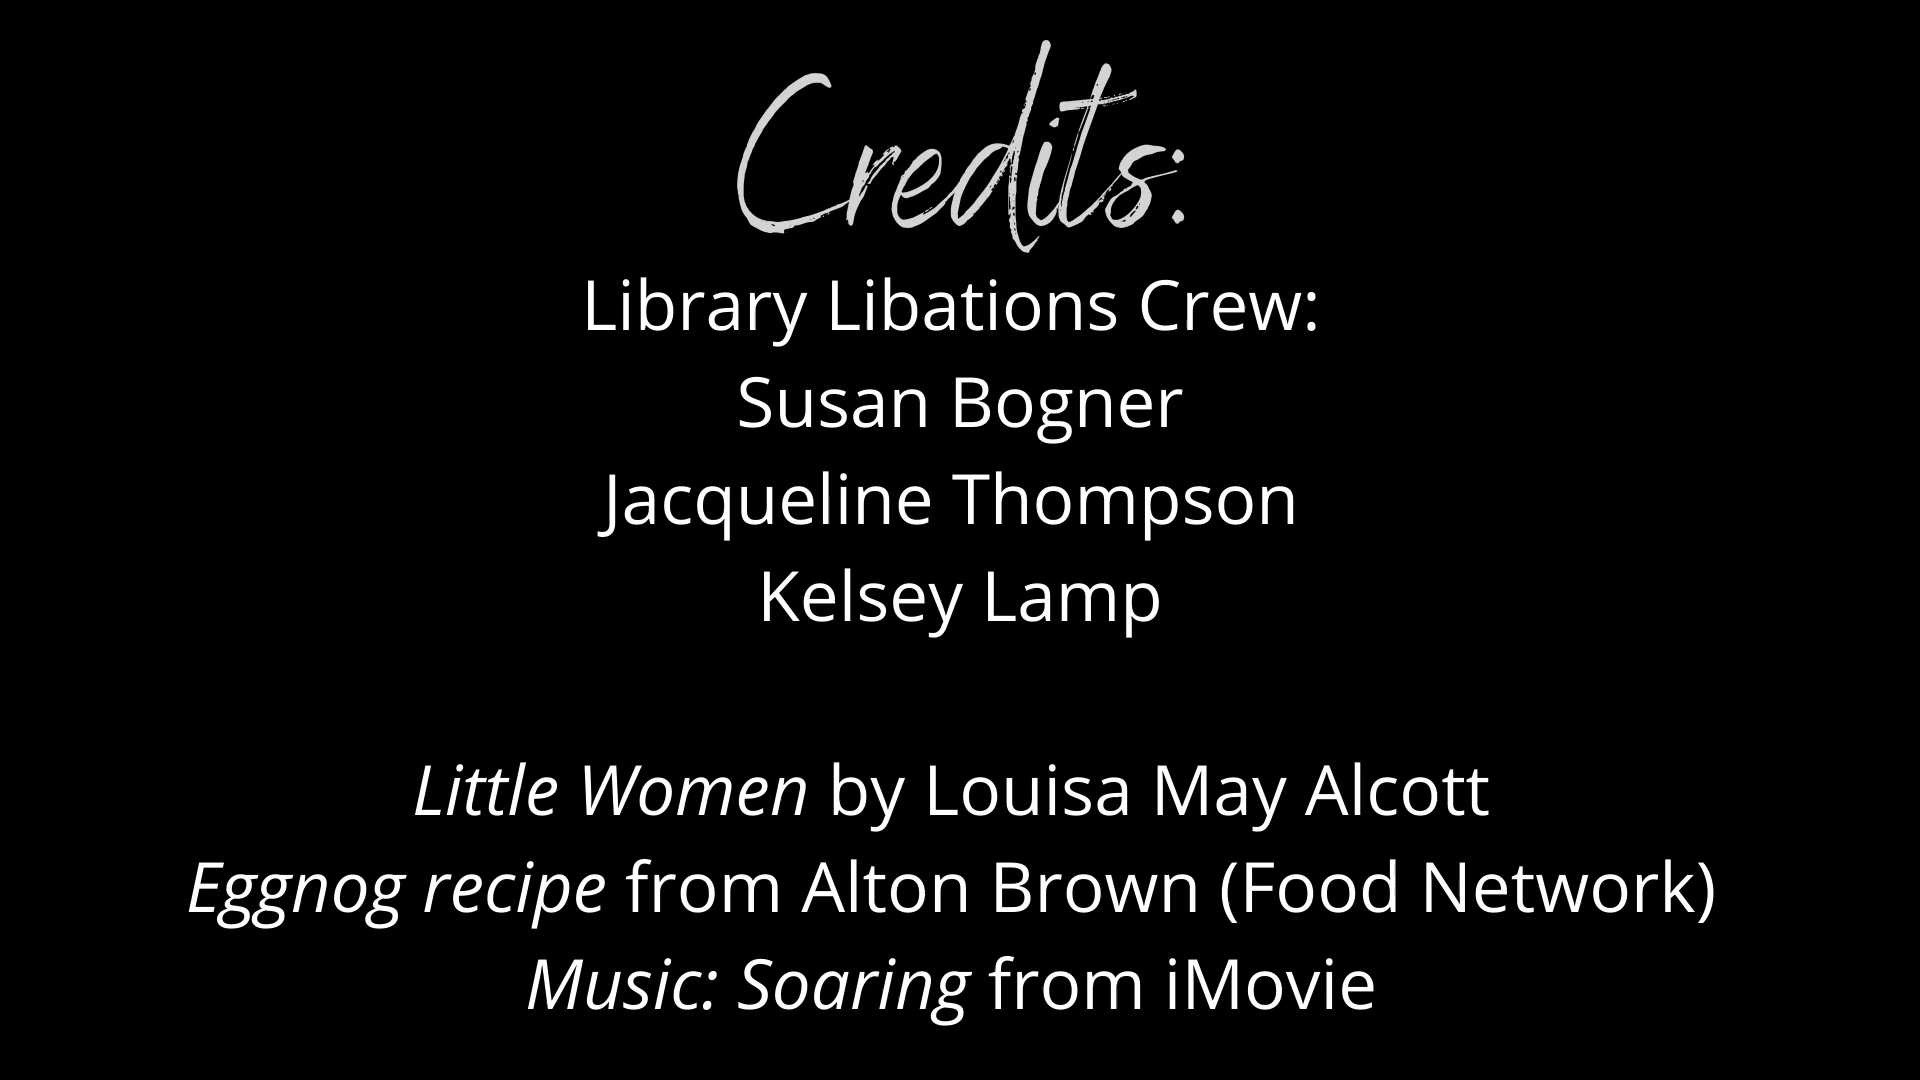 Credits:
Library Libations Crew:
Susan Bogner
Jacqueline Thompson
Kelsey Lamp
Little Women by Louisa May Alcott
Eggnog recipe from Alton Brown (Food Network)
Music: Soaring from iMovie